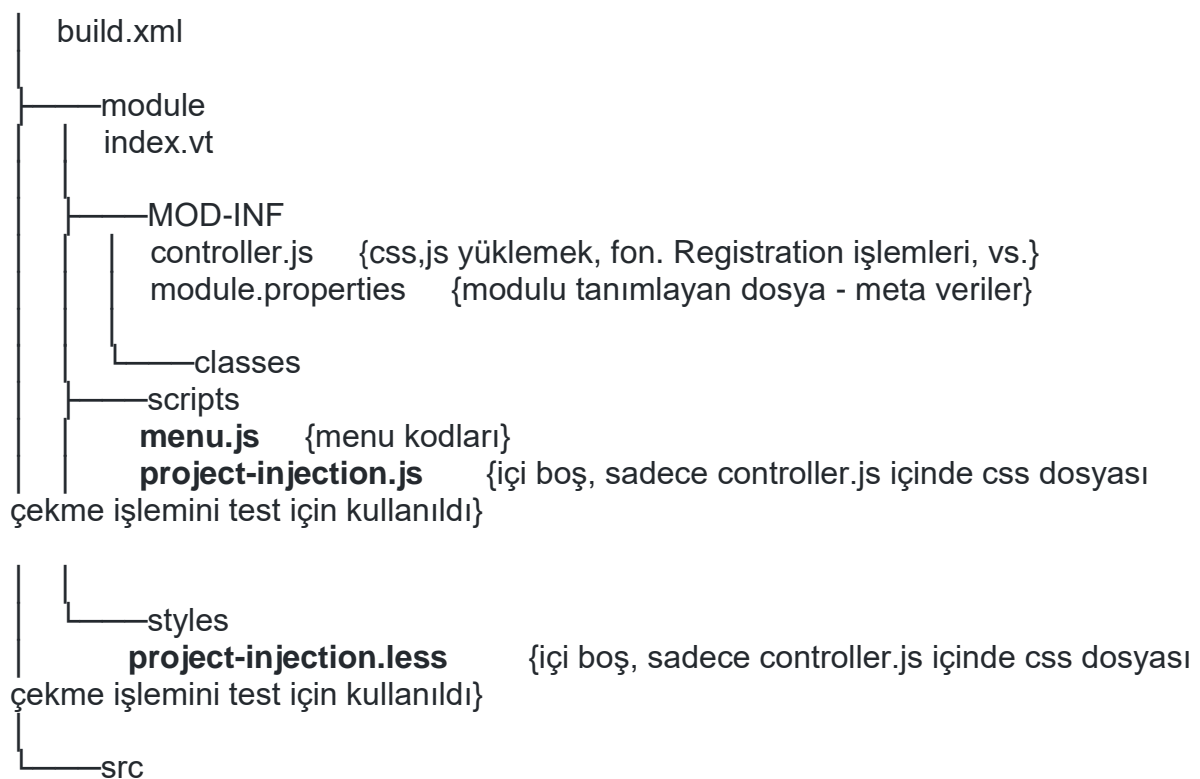 build.xml
module
index.vt
MOD-INF
controller.js {css,js yüklemek, fon. Registration işlemleri, vs.}
module.properties {modulu tanımlayan dosya - meta veriler}
classes
scripts
menu.js {menu kodları}
project-injection.js {içi boş, sadece controller.js içinde css dosyası
çekme işlemini test için kullanıldı}
styles
project-injection.less {içi boş, sadece controller.js içinde css dosyası
çekme işlemini test için kullanıldı}
src